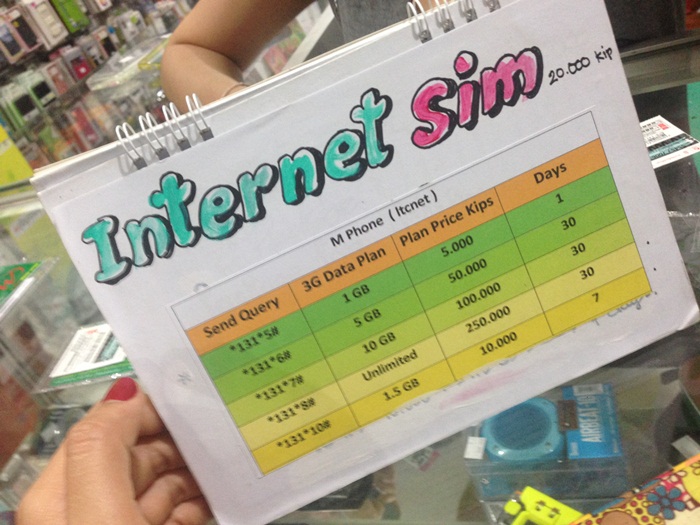 Internet Sim 20.000 kip
M Phone ( ltcnet )
Send Query 3G Data Plan Plan Price Kips Days
*131*5# 1 GB 5.000 1
*131*6# 5 GB 50.000 30
*131*7# 10 GB 100.000 30
*131*8# Unlimited 250.000 30
*131*10# 1.5 GB 10.000 7